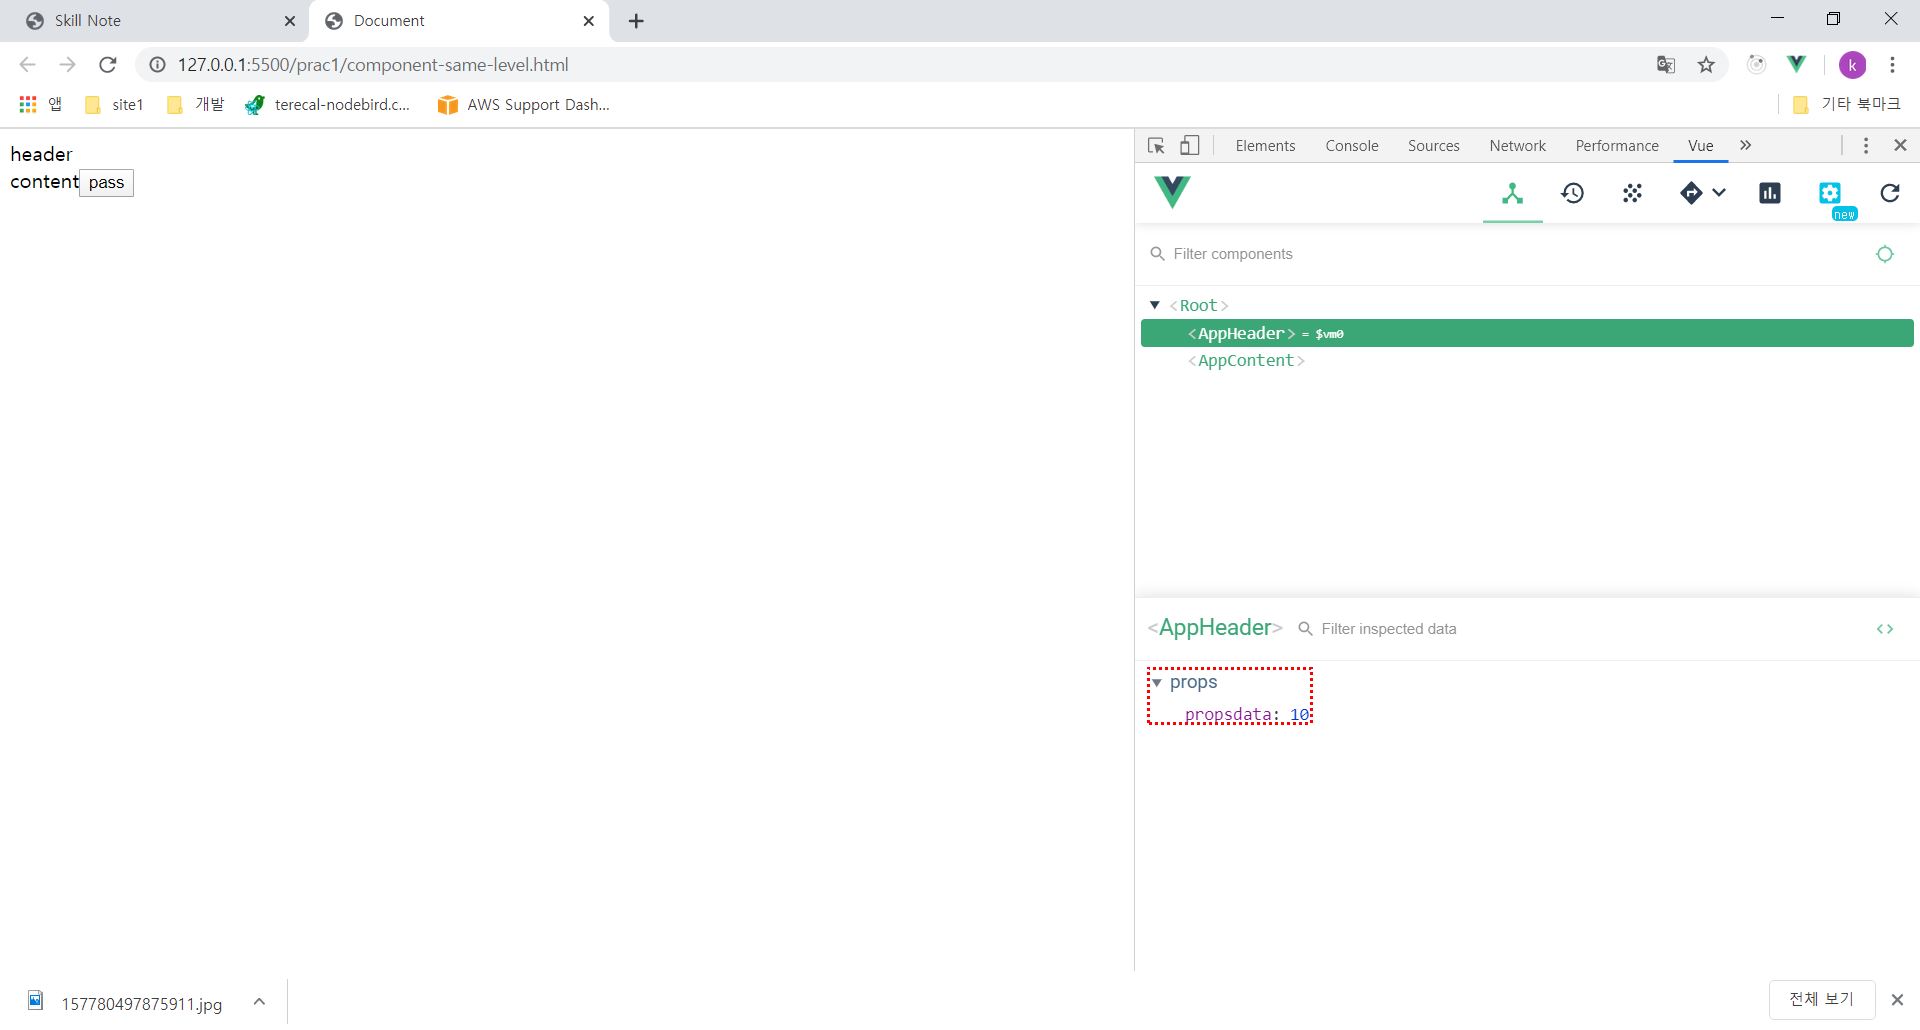 Skill Note
Document
127.0.0.1:5500/prac1/component-same-level.html
k
앱
site1
개발
terecal-nodebird.c...
AWS Support Dash...
기타 북마크
header
content pass
Elements Console Sources Network Performance Vue »
new
Filter components
<Root>
<AppHeader> = $vm0
<AppContent>
<AppHeader> Filter inspected data
props
propsdata: 10
157780497875911.jpg
전체 보기